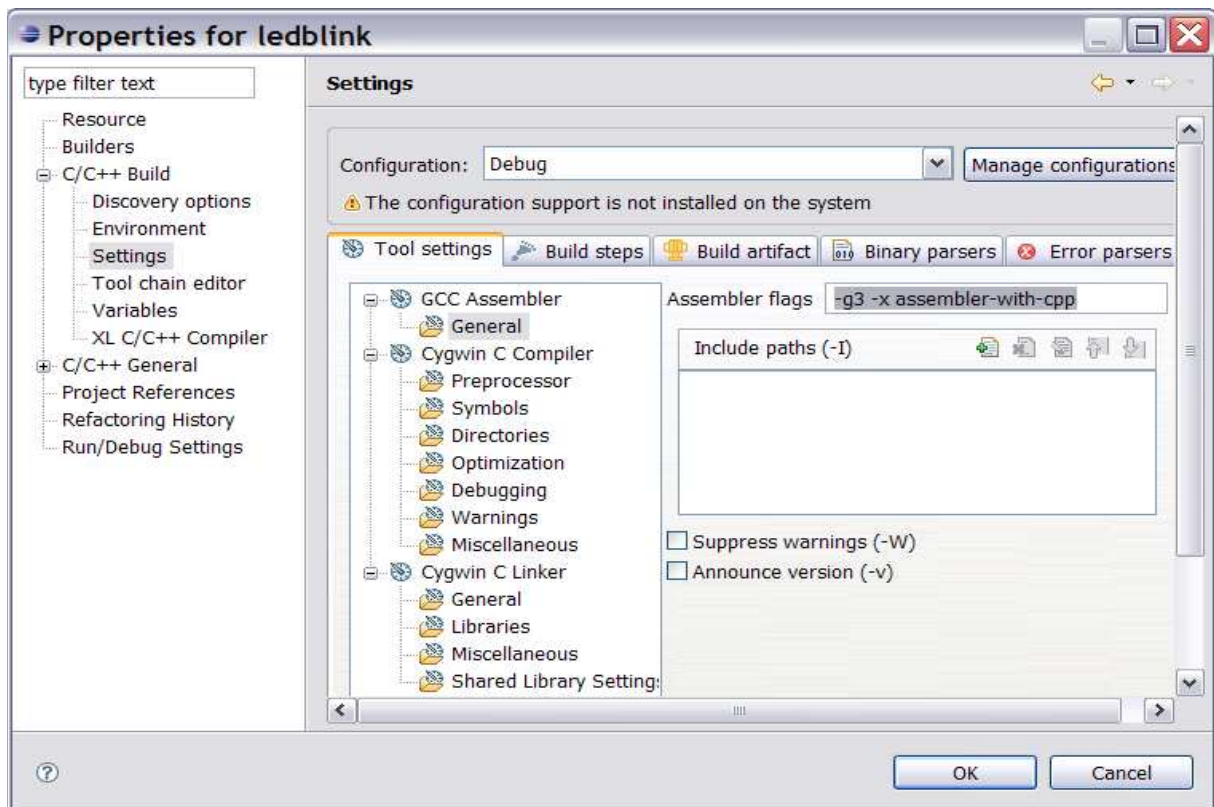 Properties for ledblink
type filter text
Resource
Builders
C/C++ Build
Discovery options
Environment
Settings
Tool chain editor
Variables
XL C/C++ Compiler
C/C++ General
Project References
Refactoring History
Run/Debug Settings
Settings
Configuration: Debug Manage configurations
The configuration support is not installed on the system
Tool settings Build steps Build artifact Binary parsers Error parsers
GCC Assembler
General
Cygwin C Compiler
Preprocessor
Symbols
Directories
Optimization
Debugging
Warnings
Miscellaneous
Cygwin C Linker
General
Libraries
Miscellaneous
Shared Library Setting
Assembler flags -g3 -x assembler-with-cpp
Include paths (-I)
Suppress warnings (-W)
Announce version (-v)
OK Cancel